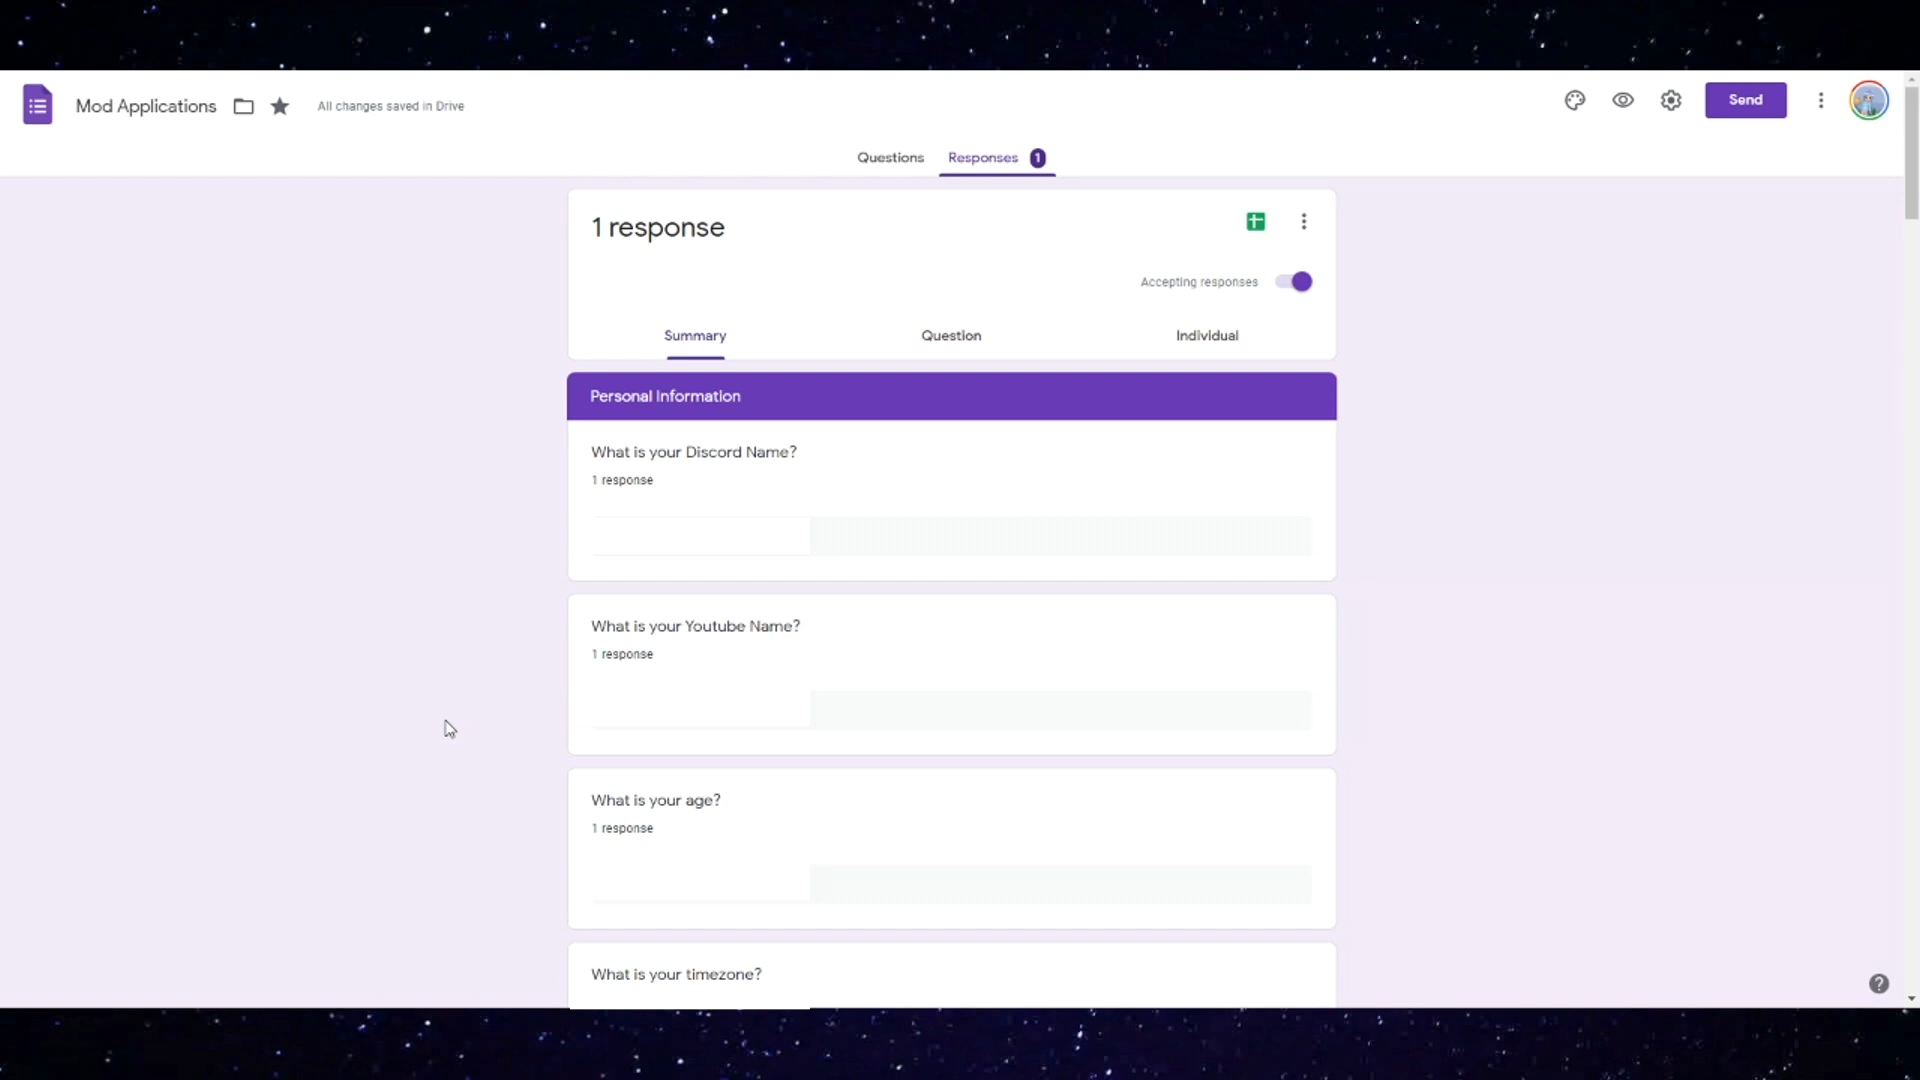 Mod Applications
All changes saved in Drive
Send
Questions
Responses 1
1 response
Accepting responses
Summary
Question
Individual
Personal Information
What is your Discord Name?
1 response
What is your Youtube Name?
1 response
What is your age?
1 response
What is your timezone?